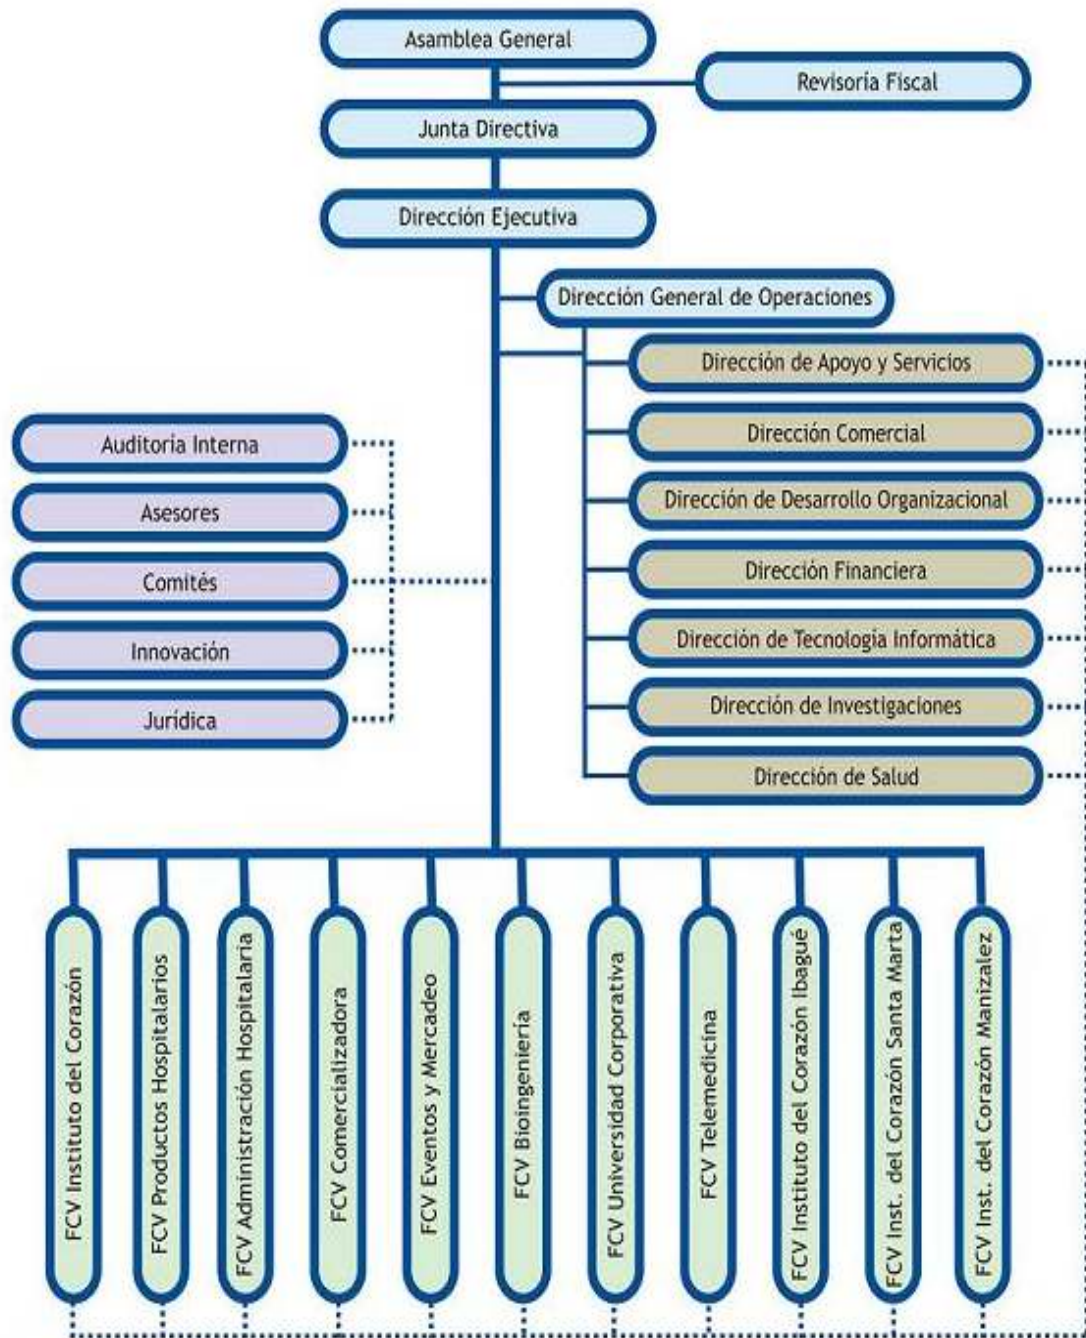 Asamblea General
Revisoría Fiscal
Junta Directiva
Dirección Ejecutiva
Dirección General de Operaciones
Dirección de Apoyo y Servicios
Dirección Comercial
Dirección de Desarrollo Organizacional
Dirección Financiera
Dirección de Tecnología Informática
Dirección de Investigaciones
Dirección de Salud
Auditoría Interna
Asesores
Comités
Innovación
Jurídica
FCV Instituto del Corazón
FCV Productos Hospitalarios
FCV Administración Hospitalaria
FCV Comercializadora
FCV Eventos y Mercadeo
FCV Bioingeniería
FCV Universidad Corporativa
FCV Telemedicina
FCV Instituto del Corazón Ibagué
FCV Inst. del Corazón Santa Marta
FCV Inst. del Corazón Manizalez